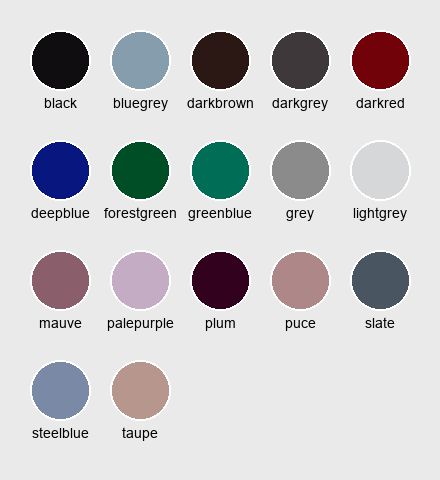 black bluegrey darkbrown darkgrey darkred
deepblue forestgreen greenblue grey lightgrey
mauve palepurple plum puce slate
steelblue taupe